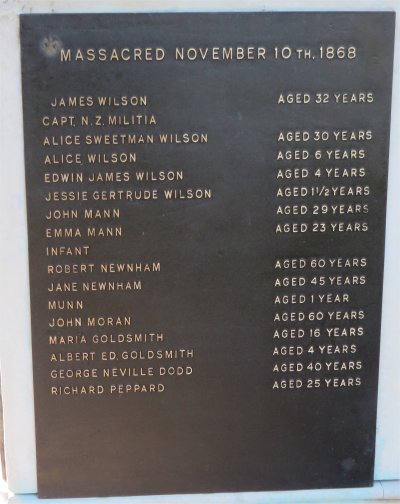 MASSACRED NOVEMBER 10TH, 1868
JAMES WILSON AGED 32 YEARS
CAPT. N.Z. MILITIA
ALICE SWEETMAN WILSON AGED 30 YEARS
ALICE WILSON AGED 6 YEARS
EDWIN JAMES WILSON AGED 4 YEARS
JESSIE GERTRUDE WILSON AGED 1 1/2 YEARS
JOHN MANN AGED 29 YEARS
EMMA MANN AGED 23 YEARS
INFANT
ROBERT NEWNHAM AGED 60 YEARS
JANE NEWNHAM AGED 45 YEARS
MUNN AGED 1 YEAR
JOHN MORAN AGED 60 YEARS
MARIA GOLDSMITH AGED 16 YEARS
ALBERT ED. GOLDSMITH AGED 4 YEARS
GEORGE NEVILLE DODD AGED 40 YEARS
RICHARD PEPPARD AGED 25 YEARS